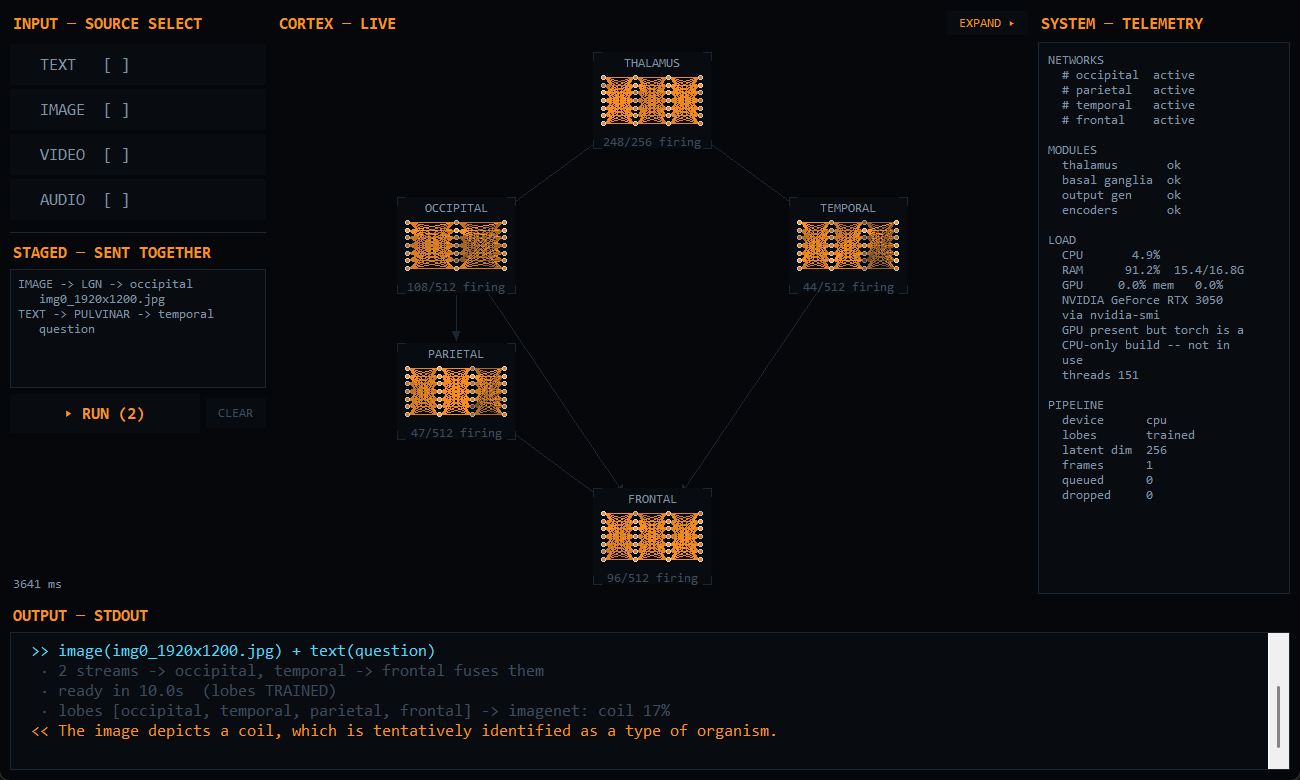 INPUT — SOURCE SELECT
TEXT [ ]
IMAGE [ ]
VIDEO [ ]
AUDIO [ ]
STAGED — SENT TOGETHER
IMAGE -> LGN -> occipital
img0_1920x1200.jpg
TEXT -> PULVINAR -> temporal
question
▸ RUN (2)
CLEAR
3641 ms
CORTEX — LIVE
EXPAND ▸
THALAMUS
248/256 firing
OCCIPITAL
108/512 firing
TEMPORAL
44/512 firing
PARIETAL
47/512 firing
FRONTAL
96/512 firing
SYSTEM — TELEMETRY
NETWORKS
# occipital active
# parietal active
# temporal active
# frontal active
MODULES
thalamus ok
basal ganglia ok
output gen ok
encoders ok
LOAD
CPU 4.9%
RAM 91.2% 15.4/16.8G
GPU 0.0% mem 0.0%
NVIDIA GeForce RTX 3050
via nvidia-smi
GPU present but torch is a
CPU-only build -- not in
use
threads 151
PIPELINE
device cpu
lobes trained
latent dim 256
frames 1
queued 0
dropped 0
OUTPUT — STDOUT
>> image(img0_1920x1200.jpg) + text(question)
· 2 streams -> occipital, temporal -> frontal fuses them
· ready in 10.0s (lobes TRAINED)
· lobes [occipital, temporal, parietal, frontal] -> imagenet: coil 17%
<< The image depicts a coil, which is tentatively identified as a type of organism.